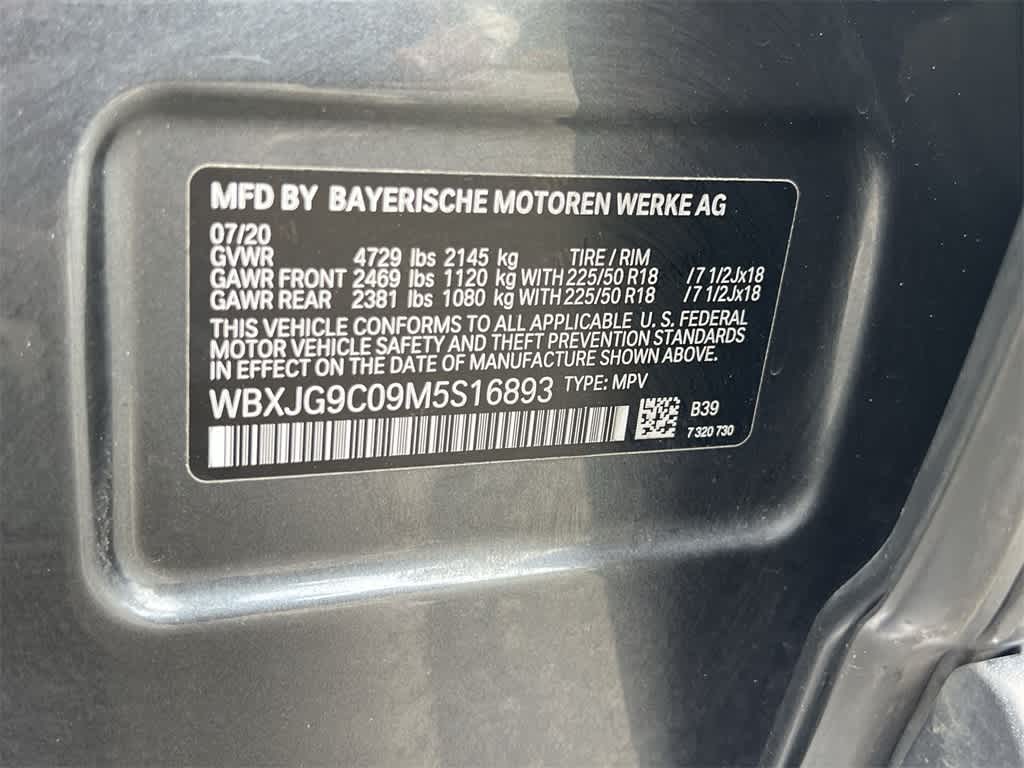 MFD BY BAYERISCHE MOTOREN WERKE AG
07/20
GVWR 4729 lbs 2145 kg TIRE / RIM
GAWR FRONT 2469 lbs 1120 kg WITH 225/50 R18 /7 1/2Jx18
GAWR REAR 2381 lbs 1080 kg WITH 225/50 R18 /7 1/2Jx18
THIS VEHICLE CONFORMS TO ALL APPLICABLE U. S. FEDERAL
MOTOR VEHICLE SAFETY AND THEFT PREVENTION STANDARDS
IN EFFECT ON THE DATE OF MANUFACTURE SHOWN ABOVE.
WBXJG9C09M5S16893 TYPE: MPV
B39
7 320 730